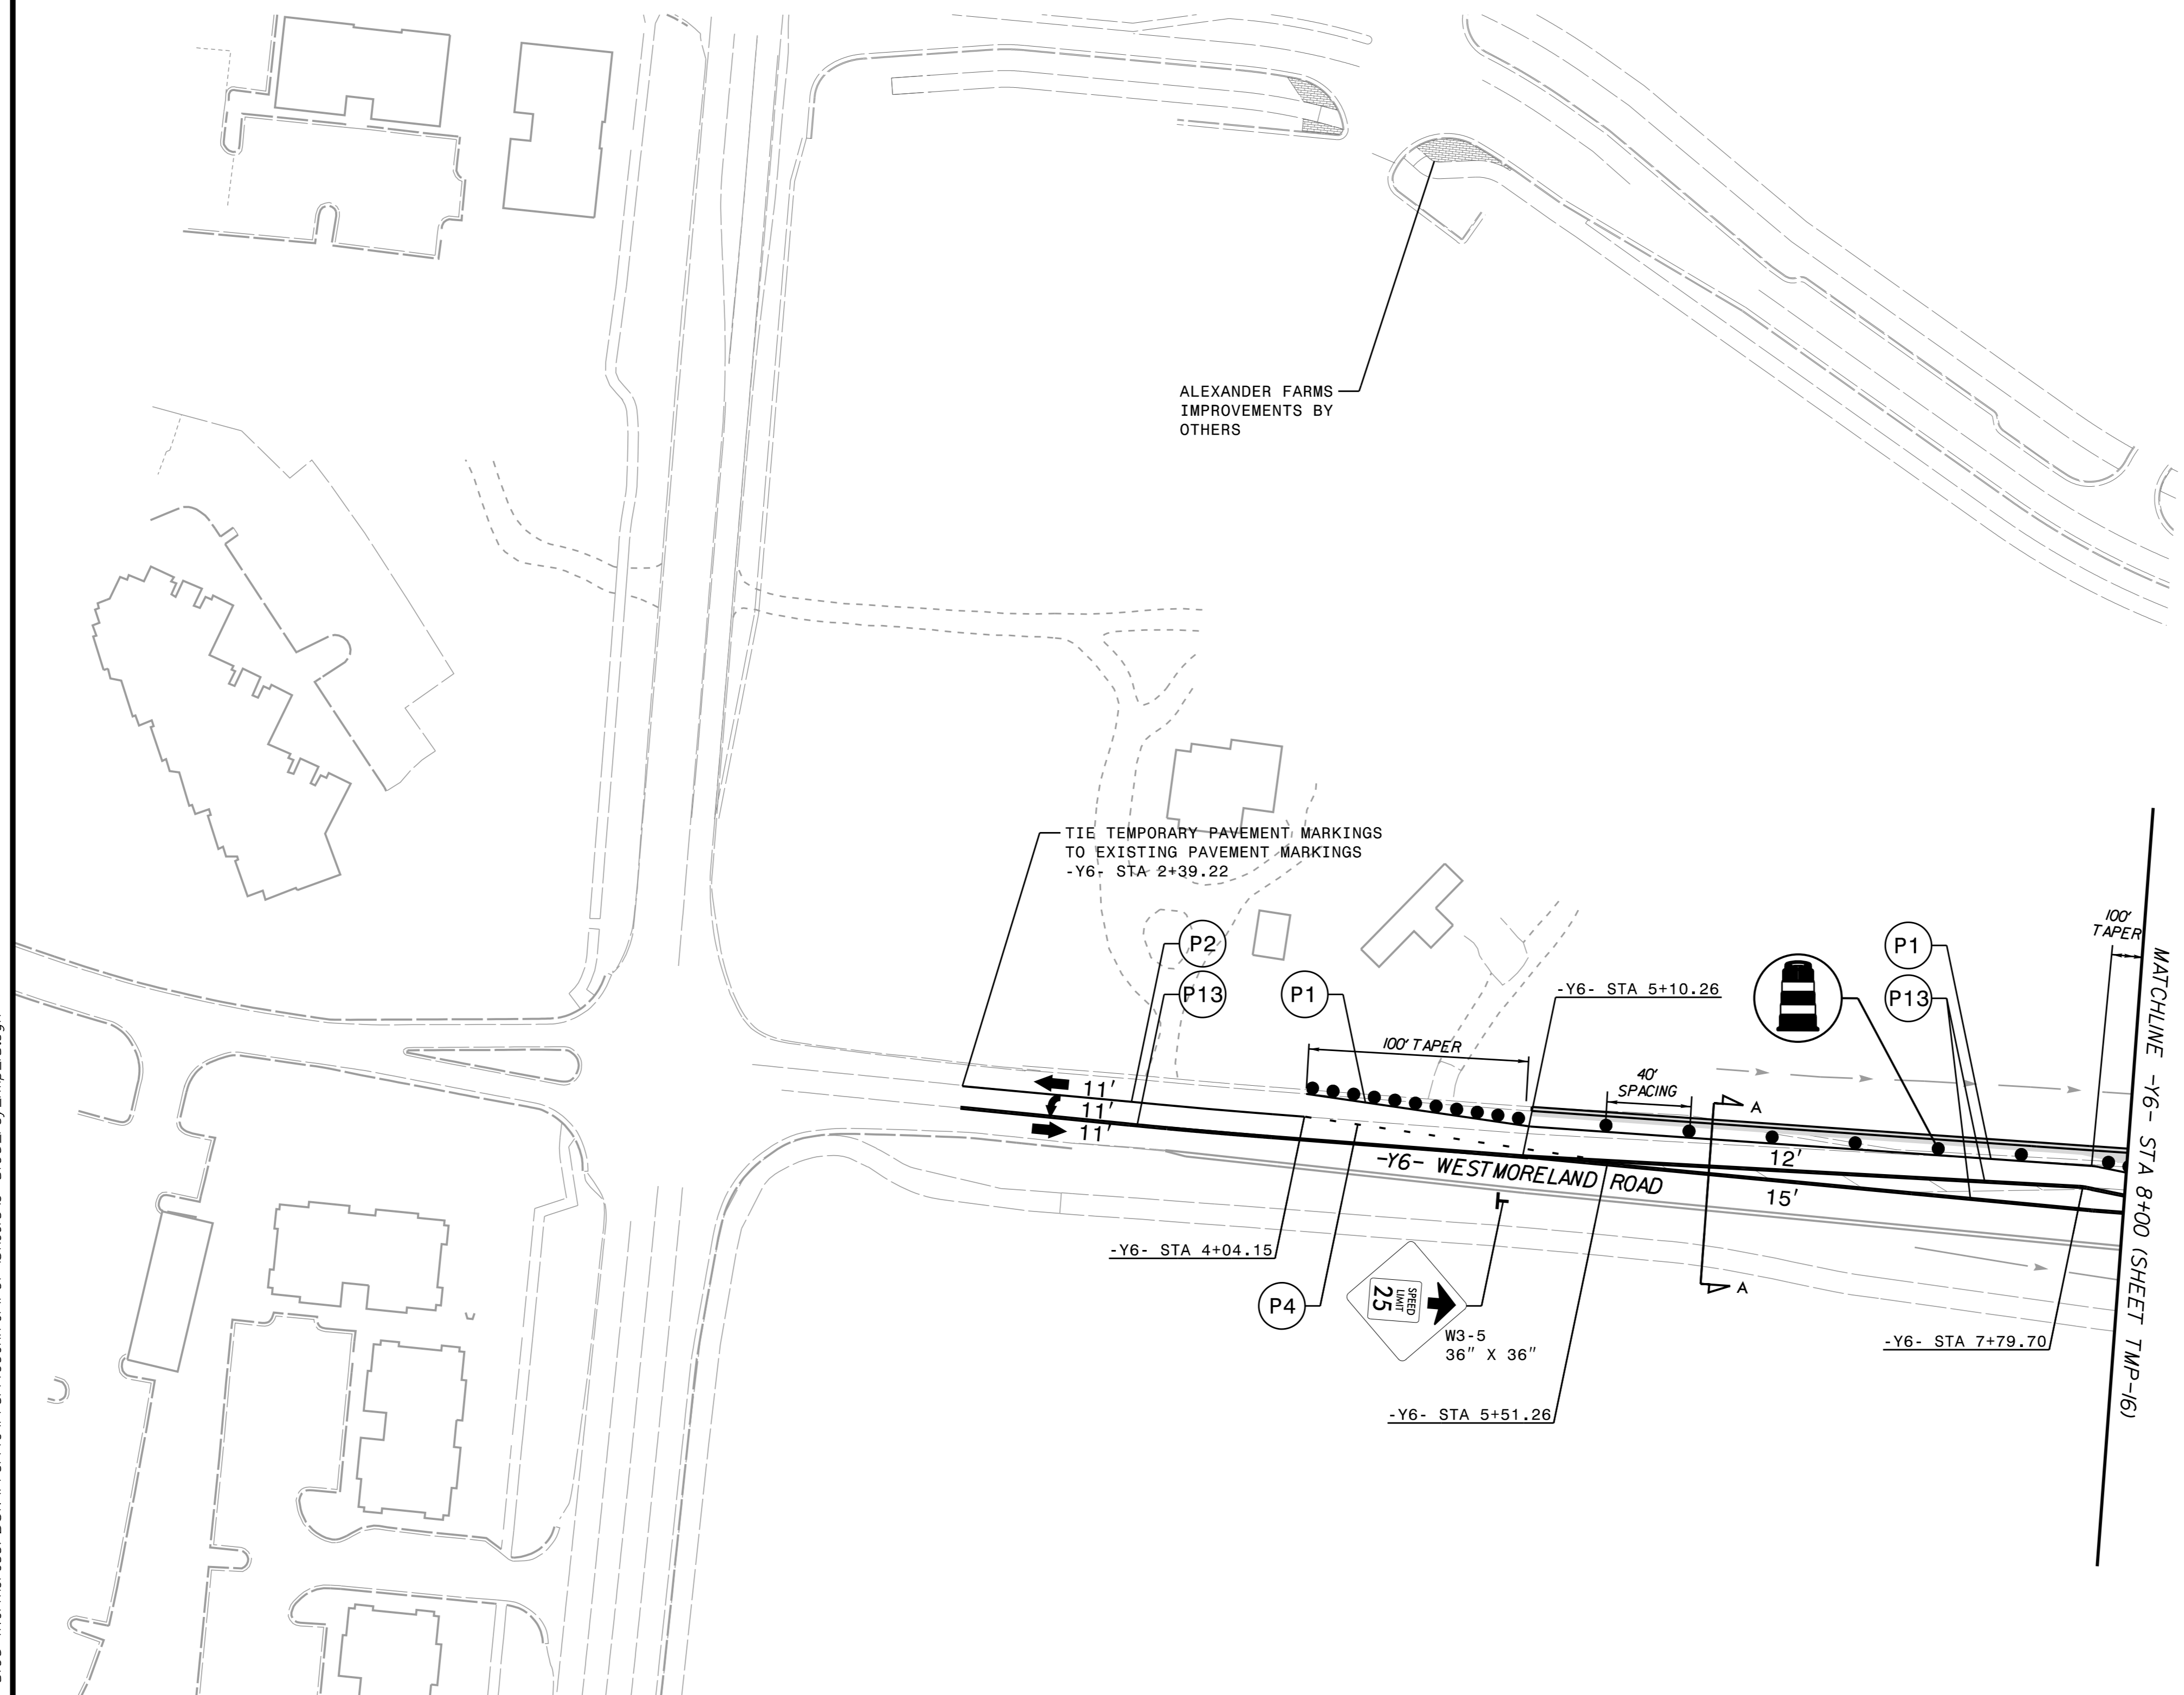 ALEXANDER FARMS
IMPROVEMENTS BY
OTHERS
TIE TEMPORARY PAVEMENT MARKINGS
TO EXISTING PAVEMENT MARKINGS
-Y6- STA 2+39.22
P2
P13
P1
-Y6- STA 5+10.26
P1
P13
100'
TAPER
100' TAPER
40'
SPACING
A
11'
11'
11'
12'
15'
-Y6- WESTMORELAND ROAD
A
-Y6- STA 4+04.15
P4
SPEED
LIMIT
25
W3-5
36" X 36"
-Y6- STA 5+51.26
-Y6- STA 7+79.70
MATCHLINE -Y6- STA 8+00 (SHEET TMP-16)